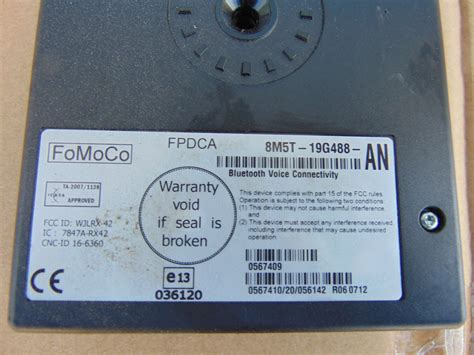 FoMoCo
FPDCA
8M5T-19G488-
AN
Bluetooth Voice Connectivity
TA-2007/1128
APPROVED
This device complies with part 15 of the FCC rules.
Operation is subject to the following two conditions:
(1) This device may not cause harmful interference,
and
(2) This device must accept any interference received
including interference that may cause undesired
operation.
Warranty
void
if seal is
broken
FCC ID: WJLRX-42
IC : 7847A-RX42
CNC-ID 16-6360
CE
e13
036120
0567409
0567410/20/056142 R06 0712